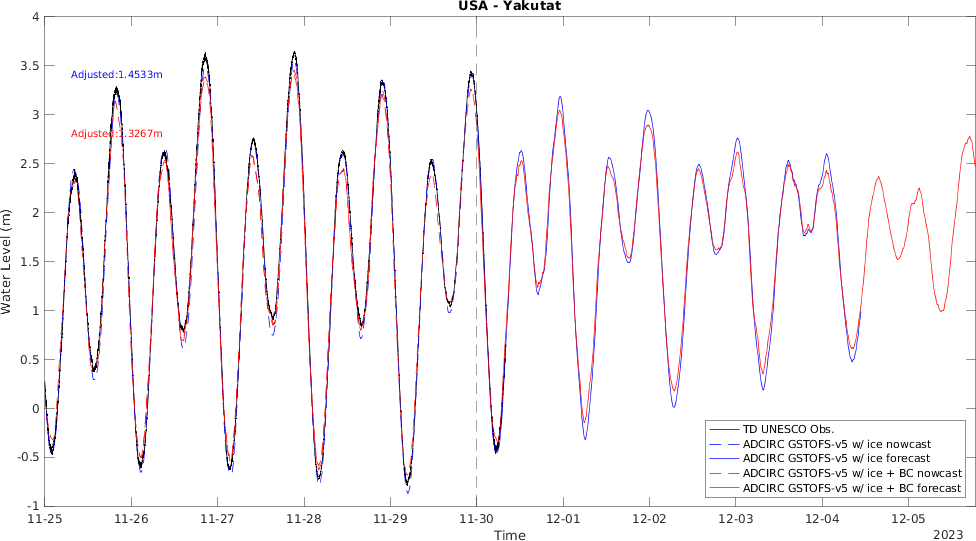 USA - Yakutat
Water Level (m)
4
3.5
3
2.5
2
1.5
1
0.5
0
-0.5
-1
Adjusted:1.4533m
Adjusted:1.3267m
TD UNESCO Obs.
ADCIRC GSTOFS-v5 w/ ice nowcast
ADCIRC GSTOFS-v5 w/ ice forecast
ADCIRC GSTOFS-v5 w/ ice + BC nowcast
ADCIRC GSTOFS-v5 w/ ice + BC forecast
11-25 11-26 11-27 11-28 11-29 11-30 12-01 12-02 12-03 12-04 12-05
Time
2023